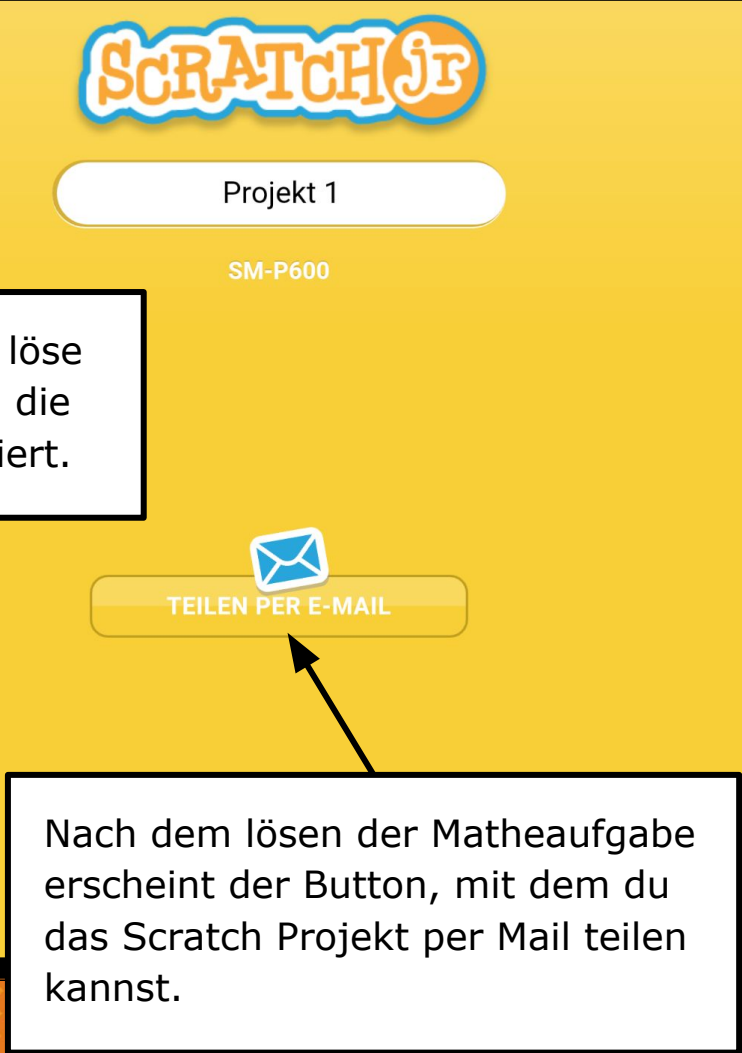 SCRATCH jr
Projekt 1
SM-P600
löse
die
iert.
TEILEN PER E-MAIL
Nach dem lösen der Matheaufgabe
erscheint der Button, mit dem du
das Scratch Projekt per Mail teilen
kannst.